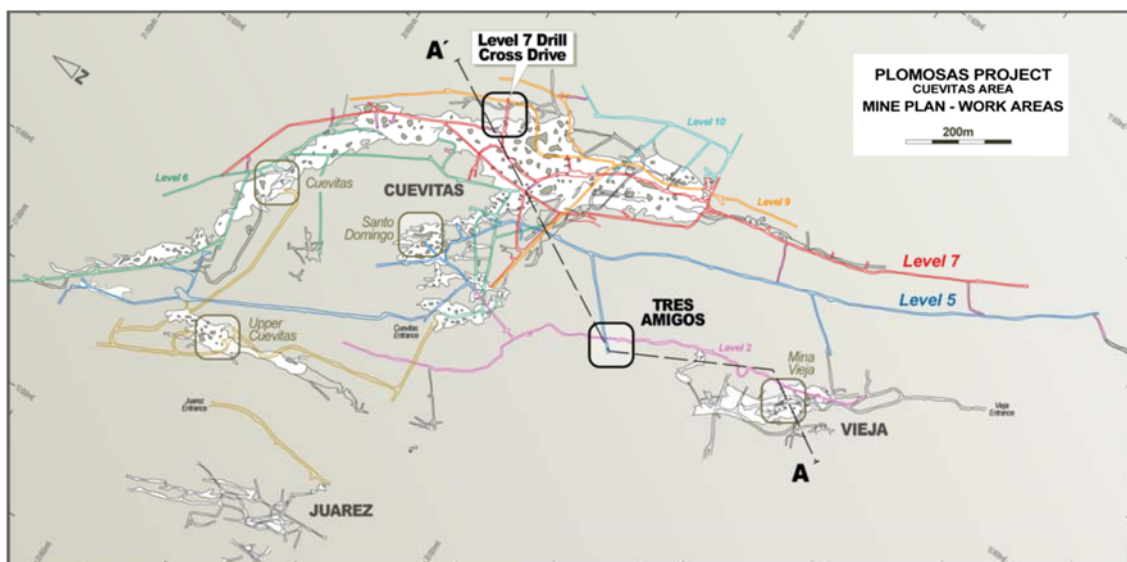 A´
Level 7 Drill
Cross Drive
PLOMOSAS PROJECT
CUEVITAS AREA
MINE PLAN - WORK AREAS
200m
Z
Level 10
Level 6
Cuevitas
CUEVITAS
Level 9
Santo
Domingo
Level 7
Level 5
TRES
AMIGOS
Upper
Cuevitas
Cuevitas
Entrance
Level 2
Mina
Vieja
Juarez
Entrance
Vieja
Entrance
VIEJA
A
JUAREZ